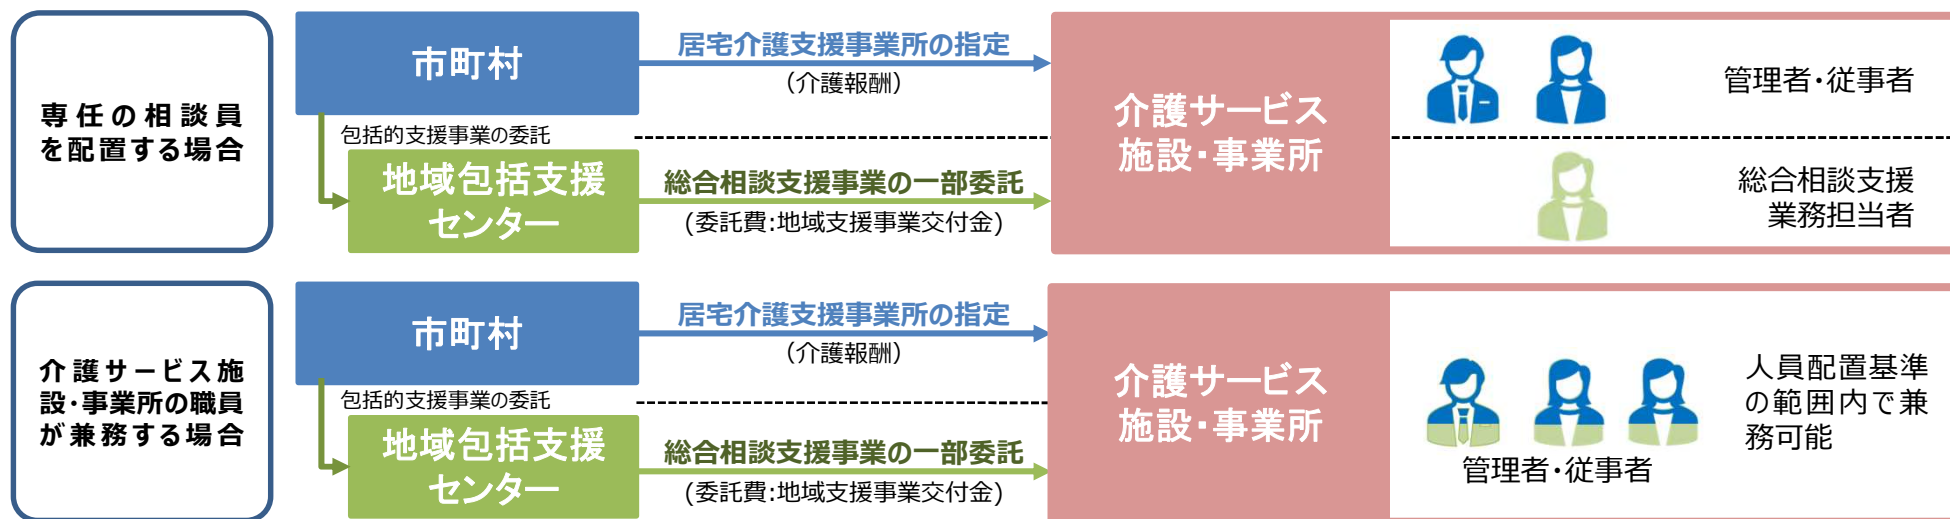 専任の相談員
を配置する場合
市町村
居宅介護支援事業所の指定
（介護報酬）
包括的支援事業の委託
地域包括支援
センター
総合相談支援事業の一部委託
(委託費:地域支援事業交付金)
介護サービス
施設・事業所
管理者・従事者
総合相談支援
業務担当者
介護サービス施
設・事業所の職員
が兼務する場合
市町村
居宅介護支援事業所の指定
（介護報酬）
包括的支援事業の委託
地域包括支援
センター
総合相談支援事業の一部委託
(委託費:地域支援事業交付金)
介護サービス
施設・事業所
管理者・従事者
人員配置基準
の範囲内で兼
務可能